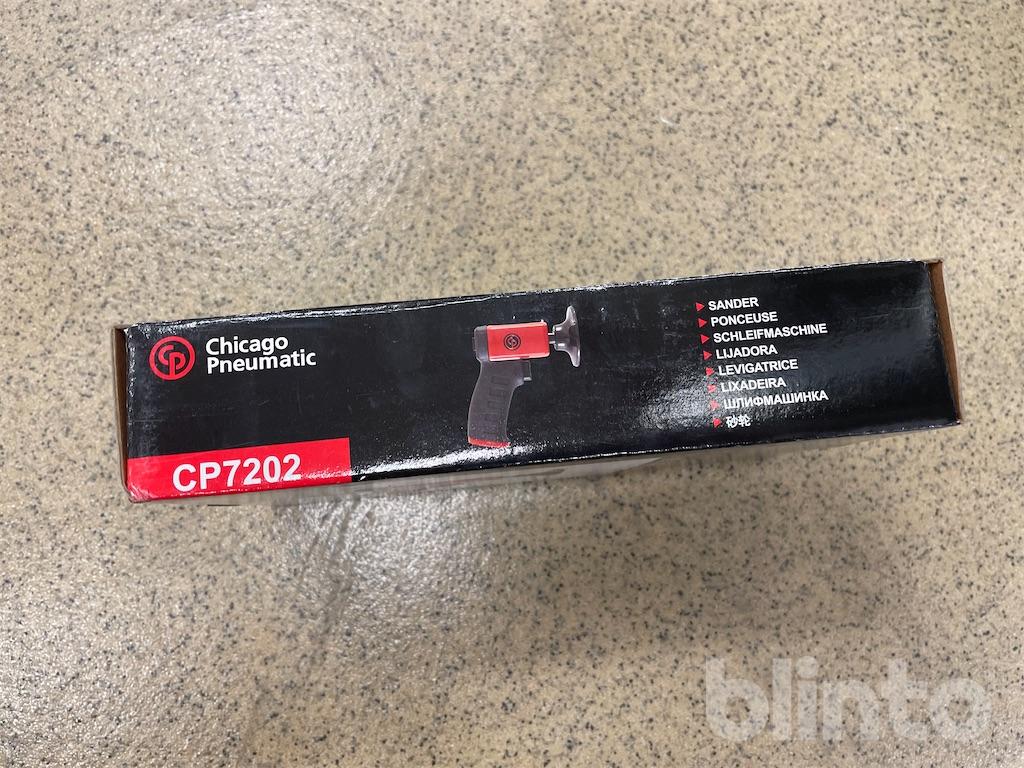 Chicago
Pneumatic
CP7202
SANDER
PONCEUSE
SCHLEIFMASCHINE
LIJADORA
LEVIGATRICE
LIXADEIRA
ШЛИФМАШИНКА
砂轮
blinto